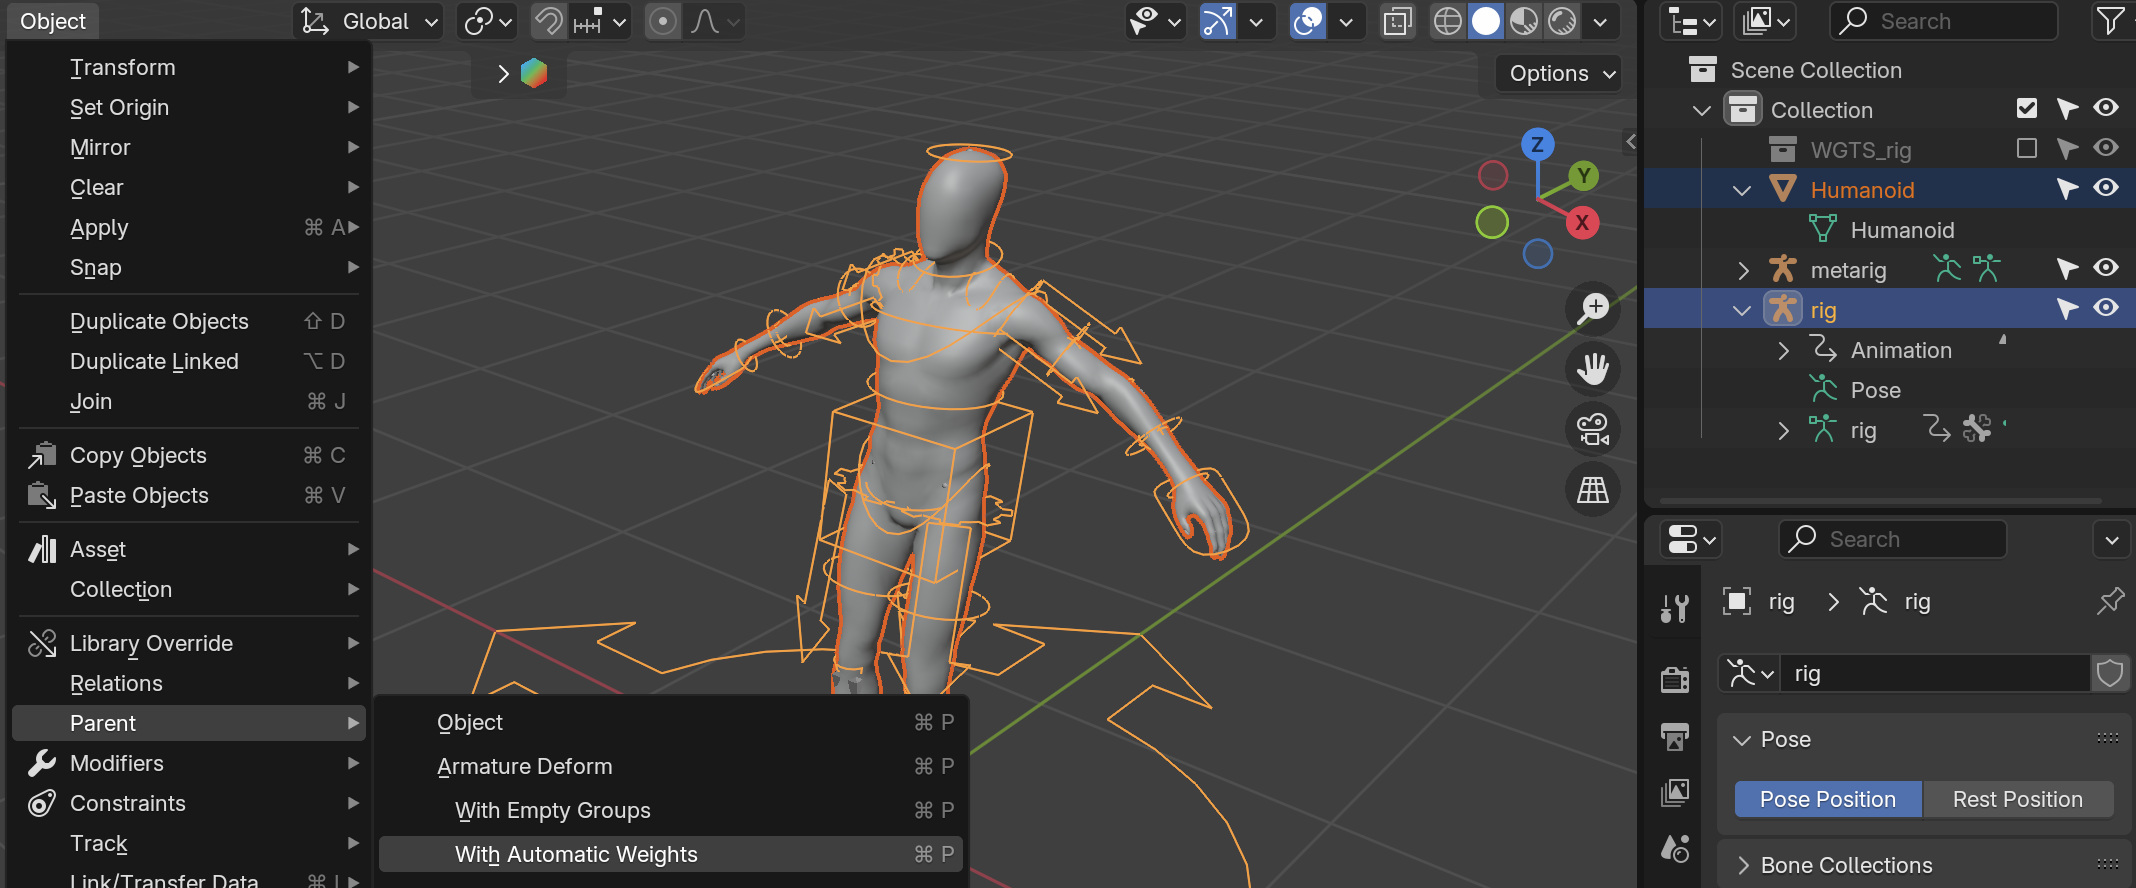 Object
Global
Options
Z
Y
X
Transform
Set Origin
Mirror
Clear
Apply ⌘ A
Snap
Duplicate Objects ⇧ D
Duplicate Linked ⌥ D
Join ⌘ J
Copy Objects ⌘ C
Paste Objects ⌘ V
Asset
Collection
Library Override
Relations
Parent
Modifiers
Constraints
Track
Link/Transfer Data ⌘ L
Object ⌘ P
Armature Deform ⌘ P
With Empty Groups ⌘ P
With Automatic Weights ⌘ P
Search
Scene Collection
Collection
WGTS_rig
Humanoid
Humanoid
metarig
rig
Animation
Pose
rig
Search
rig > rig
rig
Pose
Pose Position Rest Position
Bone Collections